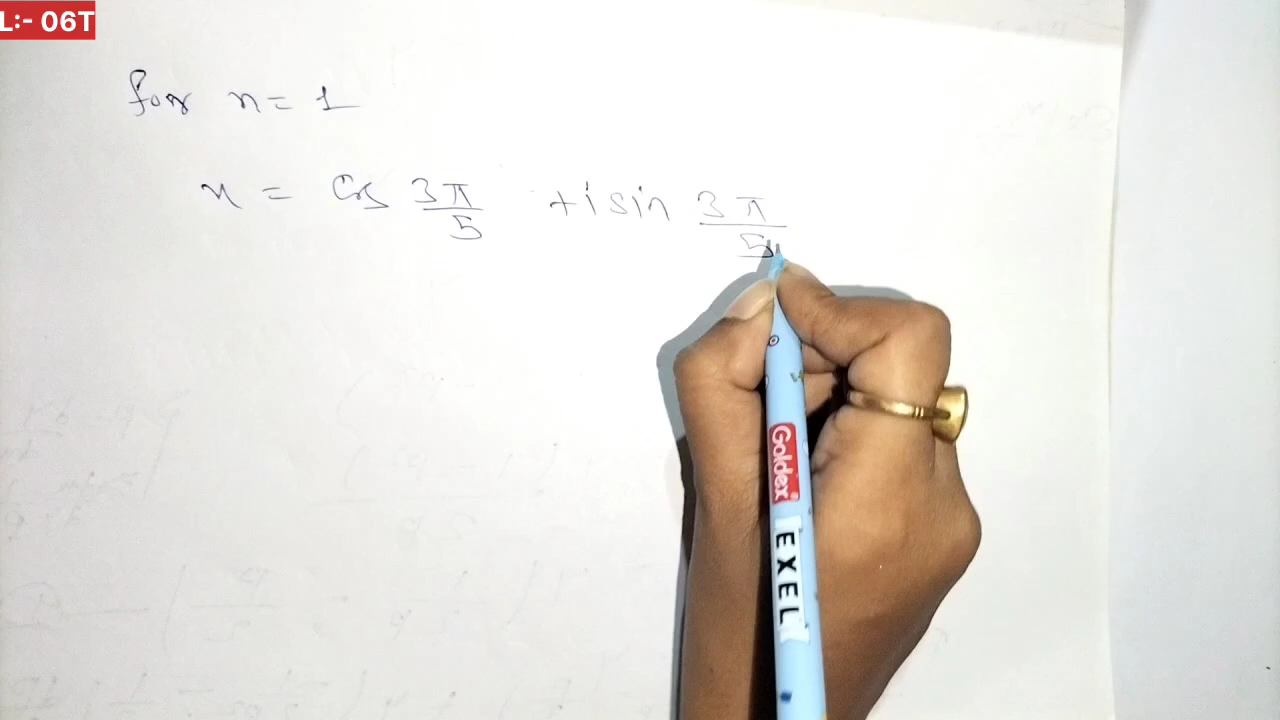 L:- 06T
for n = 1
x = cos 3π/5 + i sin 3π/5
Goldex
EXEL